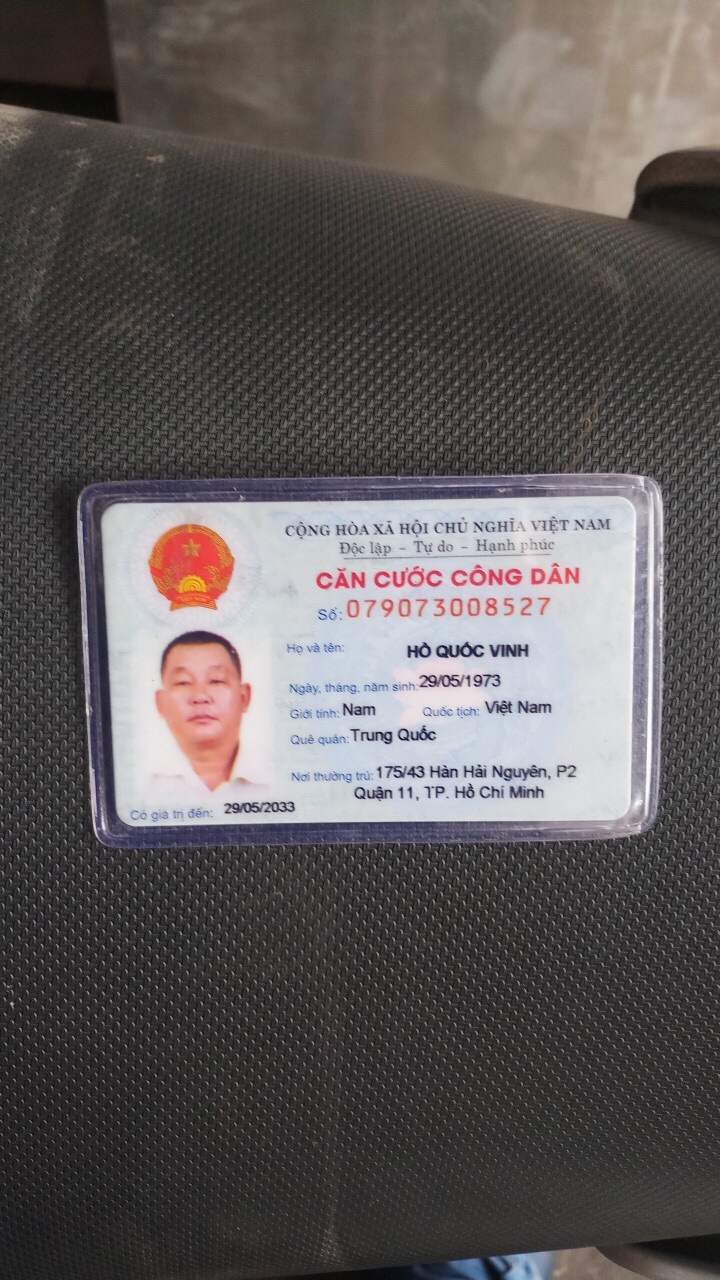 CỘNG HÒA XÃ HỘI CHỦ NGHĨA VIỆT NAM
Độc lập - Tự do - Hạnh phúc
CĂN CƯỚC CÔNG DÂN
Số: 079073008527
Họ và tên: HỒ QUỐC VINH
Ngày, tháng, năm sinh: 29/05/1973
Giới tính: Nam Quốc tịch: Việt Nam
Quê quán: Trung Quốc
Nơi thường trú: 175/43 Hàn Hải Nguyên, P2
Quận 11, TP. Hồ Chí Minh
Có giá trị đến: 29/05/2033